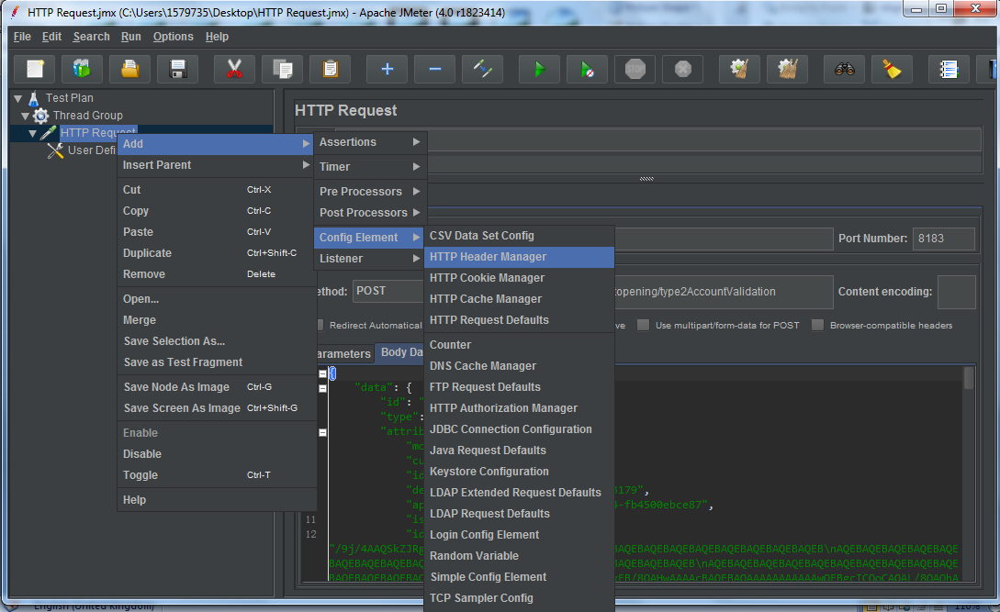 HTTP Request.jmx (C:\Users\1579735\Desktop\HTTP Request.jmx) - Apache JMeter (4.0 r1823414)
File Edit Search Run Options Help
STOP
Test Plan
Thread Group
HTTP Request
User Defi
Add
Insert Parent
Cut Ctrl-X
Copy Ctrl-C
Paste Ctrl-V
Duplicate Ctrl+Shift-C
Remove Delete
Open...
Merge
Save Selection As...
Save as Test Fragment
Save Node As Image Ctrl-G
Save Screen As Image Ctrl+Shift-G
Enable
Disable
Toggle Ctrl-T
Help
Assertions
Timer
Pre Processors
Post Processors
Config Element
Listener
CSV Data Set Config
HTTP Header Manager
HTTP Cookie Manager
HTTP Cache Manager
HTTP Request Defaults
Counter
DNS Cache Manager
FTP Request Defaults
HTTP Authorization Manager
JDBC Connection Configuration
Java Request Defaults
Keystore Configuration
LDAP Extended Request Defaults
LDAP Request Defaults
Login Config Element
Random Variable
Simple Config Element
TCP Sampler Config
HTTP Request
Port Number: 8183
ethod: POST
topening/type2AccountValidation Content encoding:
Redirect Automatical
ve Use multipart/form-data for POST Browser-compatible headers
arameters Body Da
{
"data": {
"id": "
"type":
"attrib
"mc
"cu
"ic
"de 3179",
"ap -fb4500ebce87",
11 "is
12 "ic
English (United Kingdom)
110%